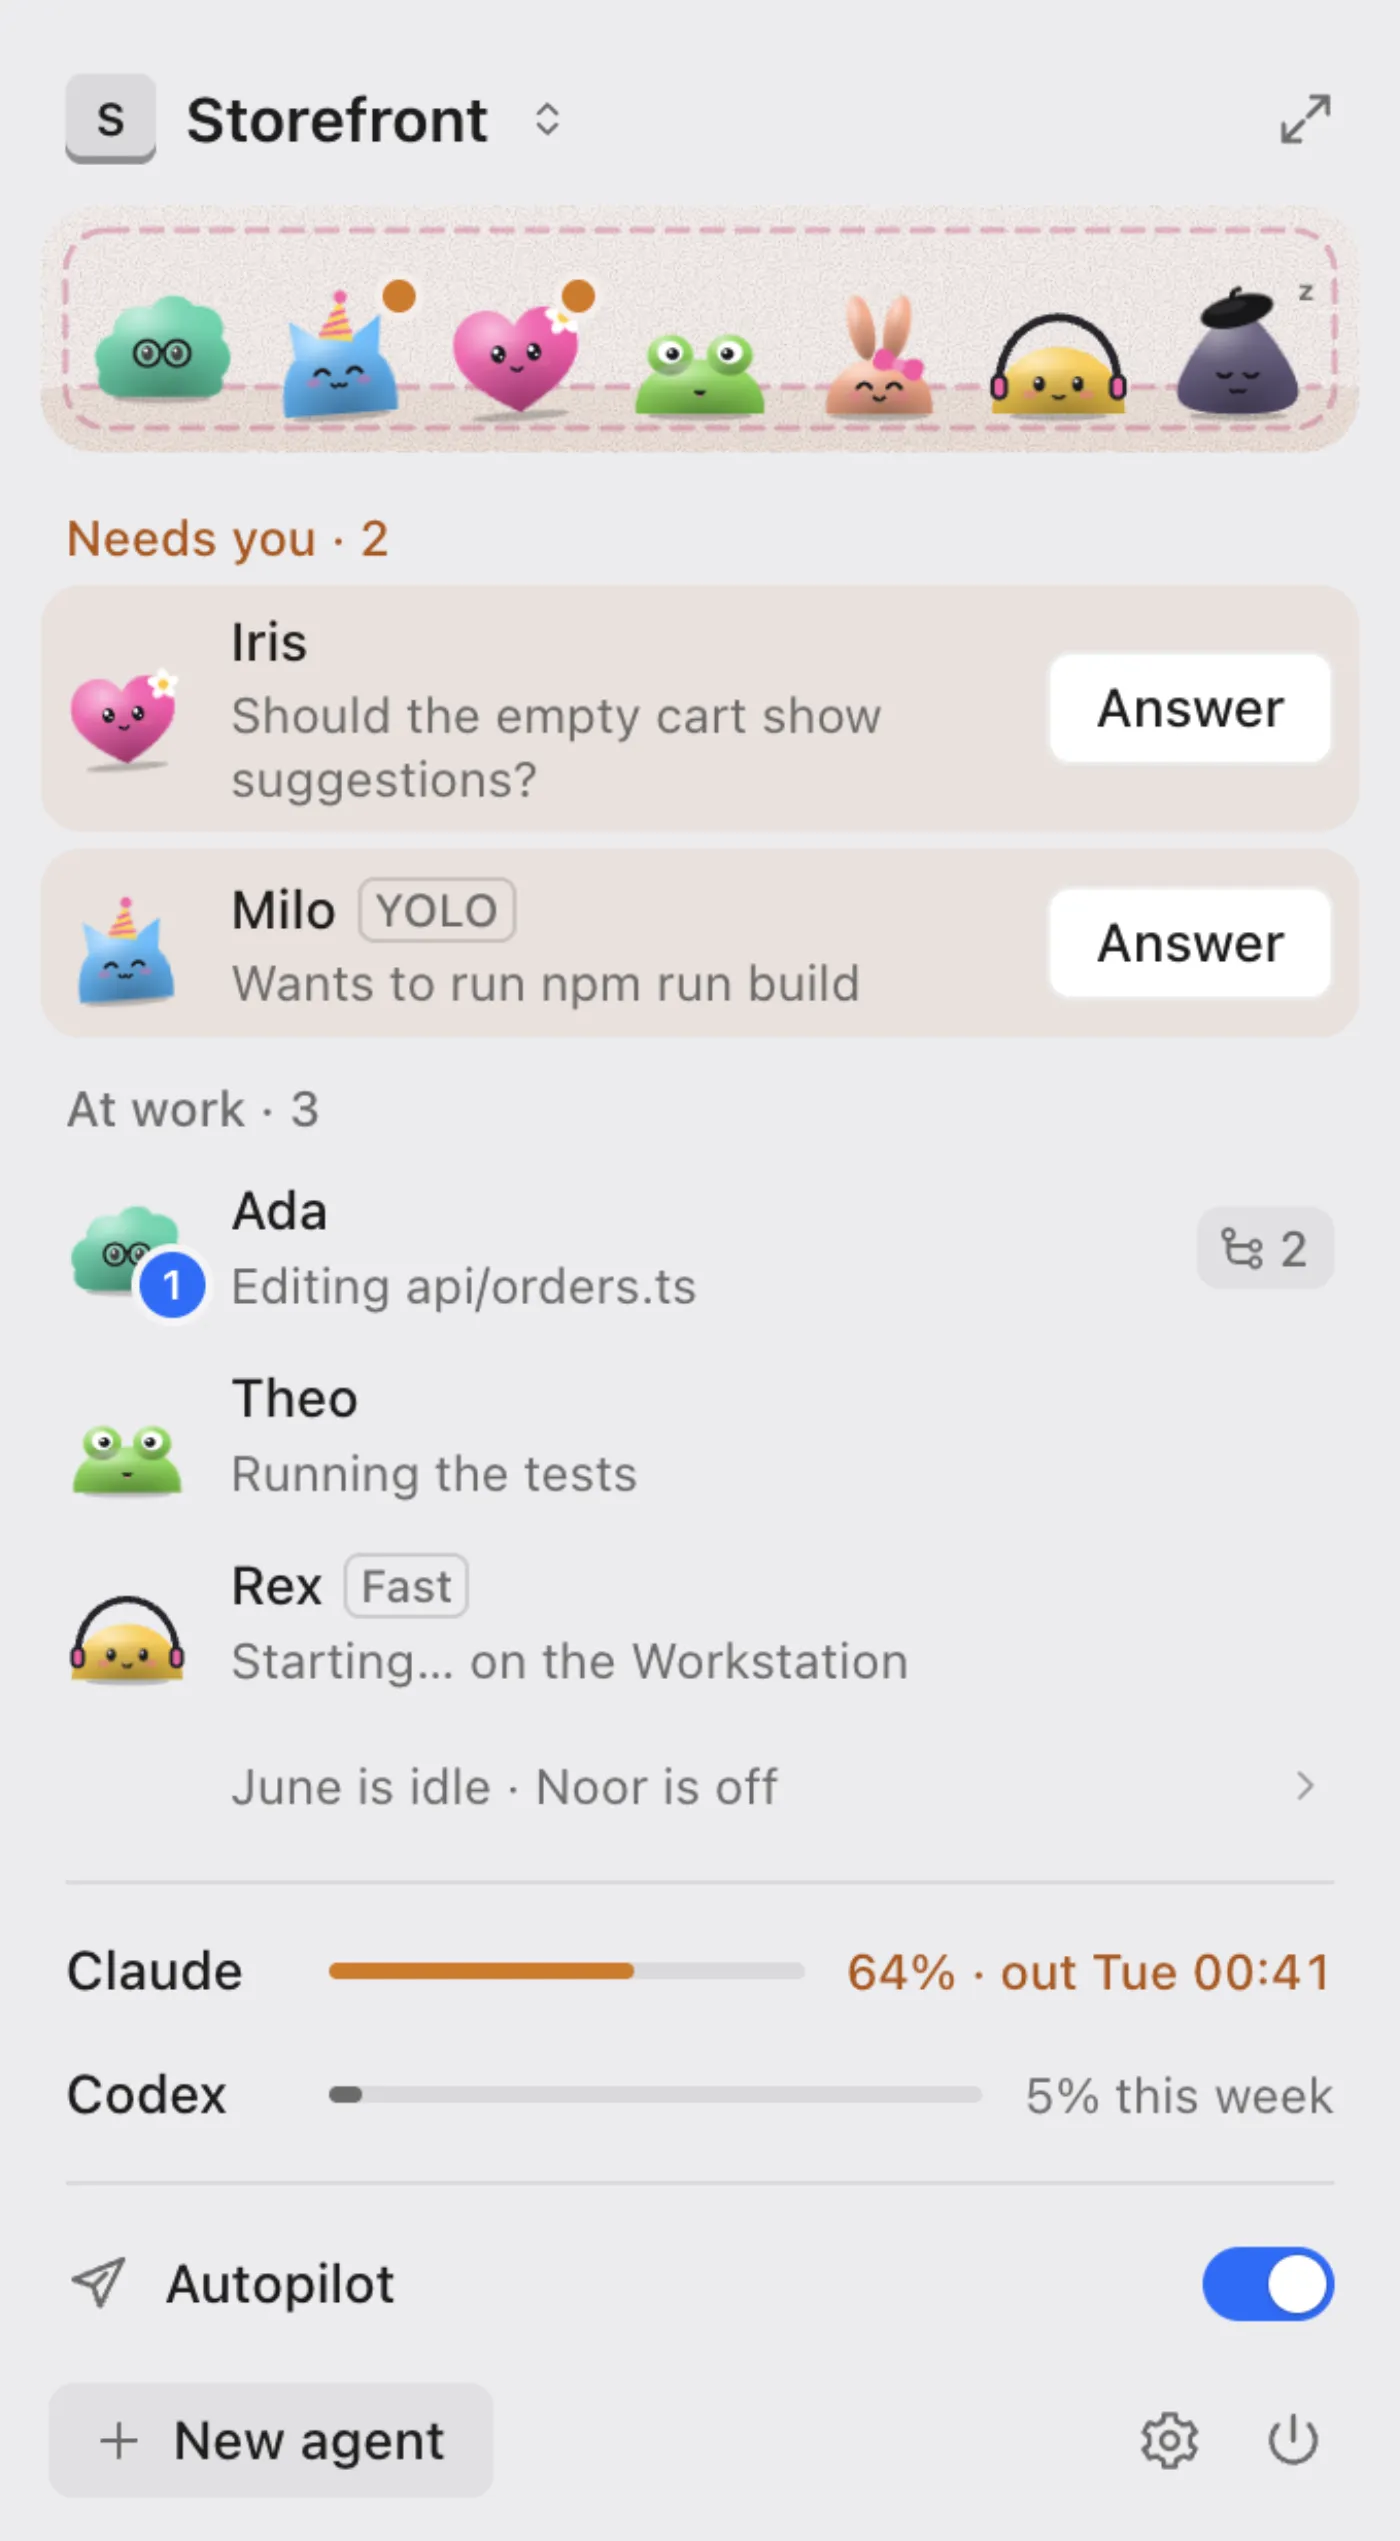 S Storefront
z
Needs you · 2
Iris
Should the empty cart show
suggestions?
Answer
Milo YOLO
Wants to run npm run build
Answer
At work · 3
Ada
1
Editing api/orders.ts
2
Theo
Running the tests
Rex Fast
Starting... on the Workstation
June is idle · Noor is off
Claude 64% · out Tue 00:41
Codex 5% this week
Autopilot
New agent